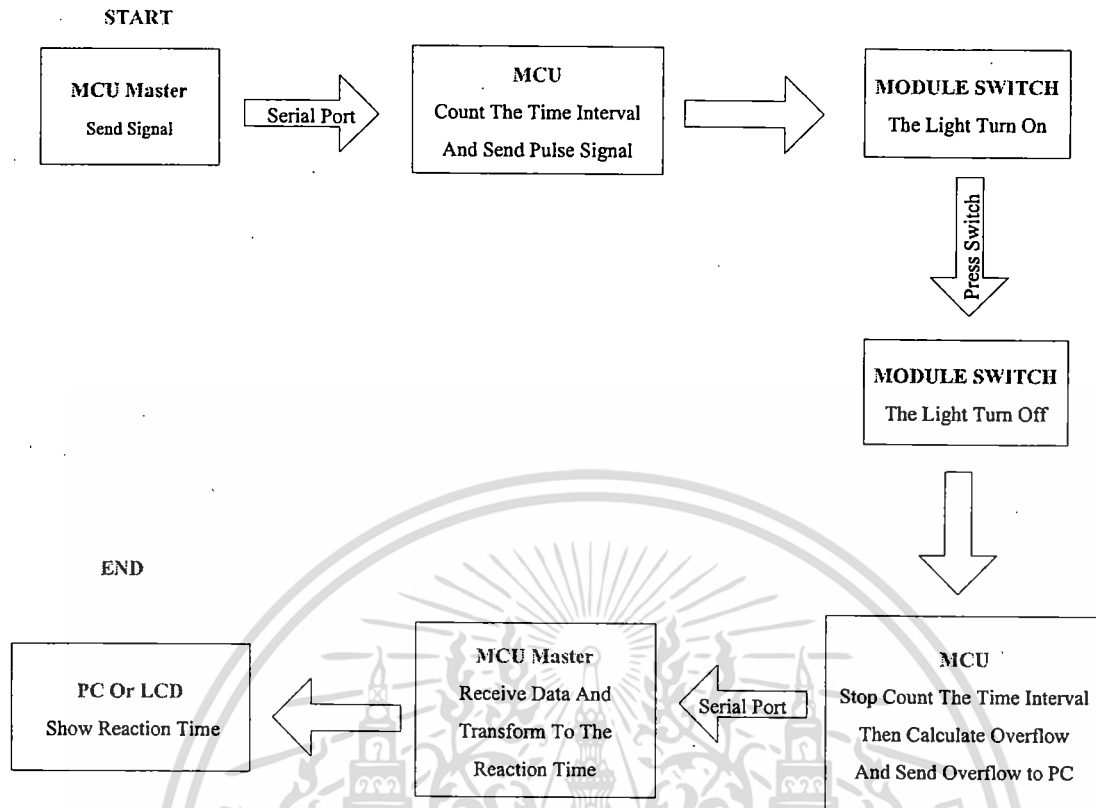 START
MCU Master
Send Signal
Serial Port
MCU
Count The Time Interval
And Send Pulse Signal
MODULE SWITCH
The Light Turn On
Press Switch
MODULE SWITCH
The Light Turn Off
MCU
Stop Count The Time Interval
Then Calculate Overflow
And Send Overflow to PC
Serial Port
MCU Master
Receive Data And
Transform To The
Reaction Time
END
PC Or LCD
Show Reaction Time